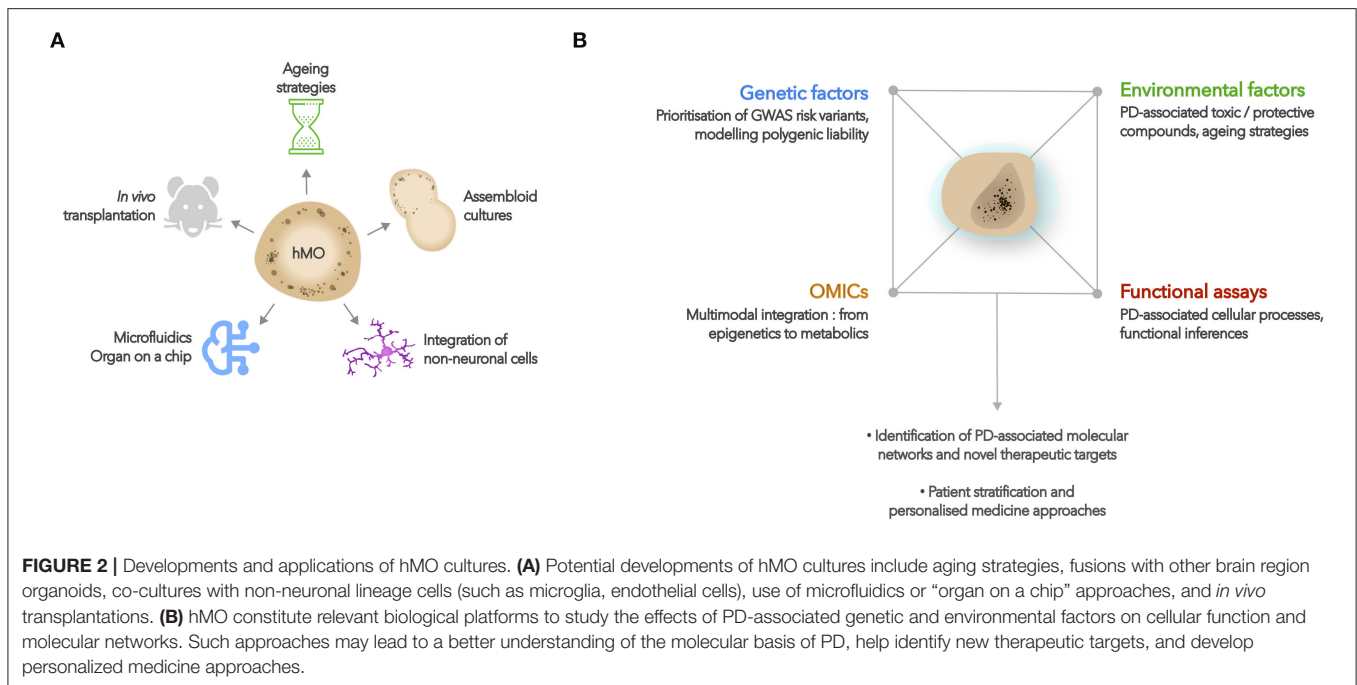 A
Ageing
strategies
In vivo
transplantation
Assembloid
cultures
hMO
Microfluidics
Organ on a chip
Integration of
non-neuronal cells
B
Genetic factors
Prioritisation of GWAS risk variants,
modelling polygenic liability
Environmental factors
PD-associated toxic / protective
compounds, ageing strategies
OMICs
Multimodal integration : from
epigenetics to metabolics
Functional assays
PD-associated cellular processes,
functional inferences
• Identification of PD-associated molecular
networks and novel therapeutic targets
• Patient stratification and
personalised medicine approaches
FIGURE 2 | Developments and applications of hMO cultures. (A) Potential developments of hMO cultures include aging strategies, fusions with other brain region
organoids, co-cultures with non-neuronal lineage cells (such as microglia, endothelial cells), use of microfluidics or “organ on a chip” approaches, and in vivo
transplantations. (B) hMO constitute relevant biological platforms to study the effects of PD-associated genetic and environmental factors on cellular function and
molecular networks. Such approaches may lead to a better understanding of the molecular basis of PD, help identify new therapeutic targets, and develop
personalized medicine approaches.